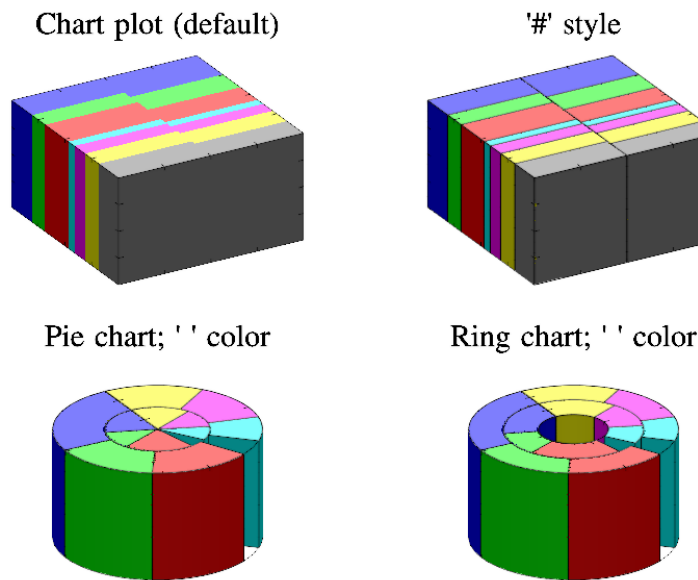 Chart plot (default)
'#' style
Pie chart; ' ' color
Ring chart; ' ' color